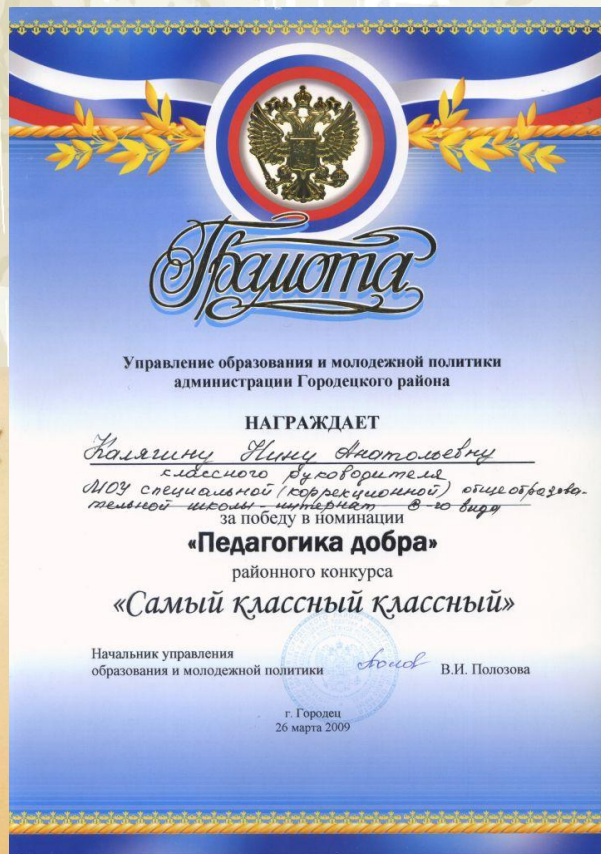 Грамота
Управление образования и молодежной политики
администрации Городецкого района
НАГРАЖДАЕТ
Калягину Нину Анатольевну
классного руководителя
МОУ специальной (коррекционной) общеобразова-
тельной школы-интернат 8-го вида
за победу в номинации
«Педагогика добра»
районного конкурса
«Самый классный классный»
Начальник управления
образования и молодежной политики В.И. Полозова
г. Городец
26 марта 2009